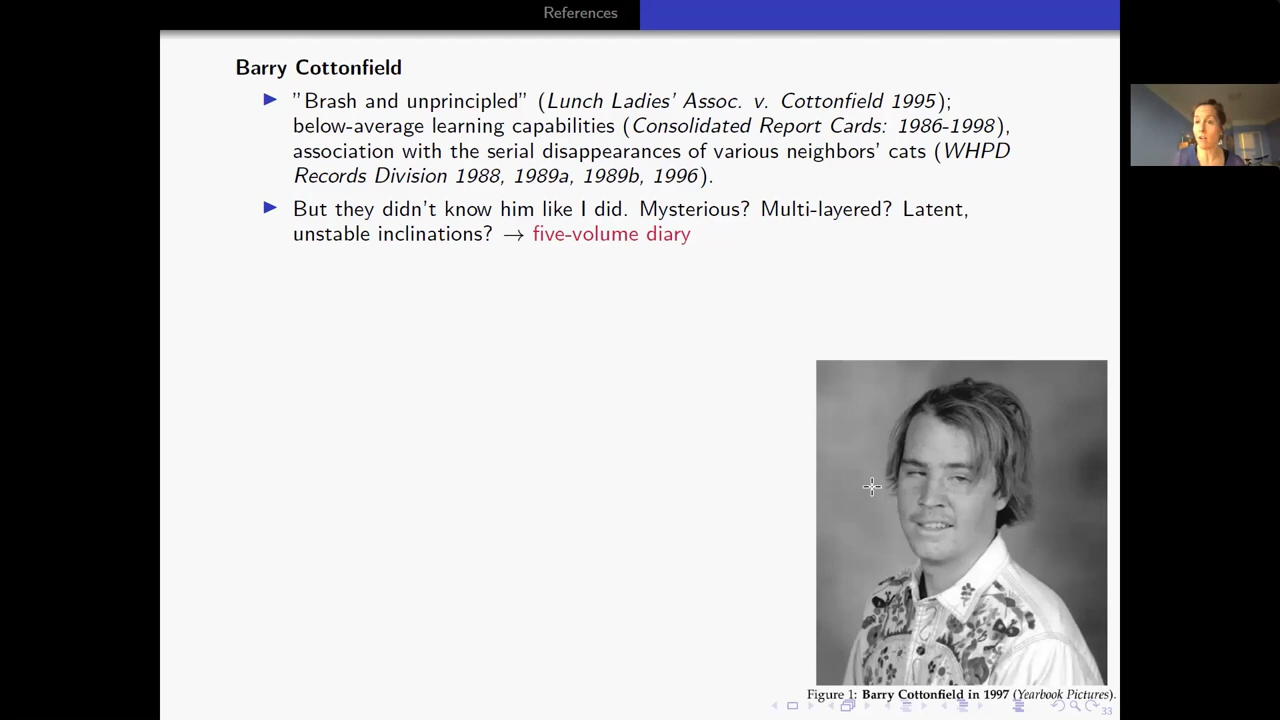 References
Barry Cottonfield
”Brash and unprincipled” (Lunch Ladies’ Assoc. v. Cottonfield 1995);
below-average learning capabilities (Consolidated Report Cards: 1986-1998),
association with the serial disappearances of various neighbors’ cats (WHPD
Records Division 1988, 1989a, 1989b, 1996).
But they didn’t know him like I did. Mysterious? Multi-layered? Latent,
unstable inclinations? → five-volume diary
Figure 1: Barry Cottonfield in 1997 (Yearbook Pictures).
33